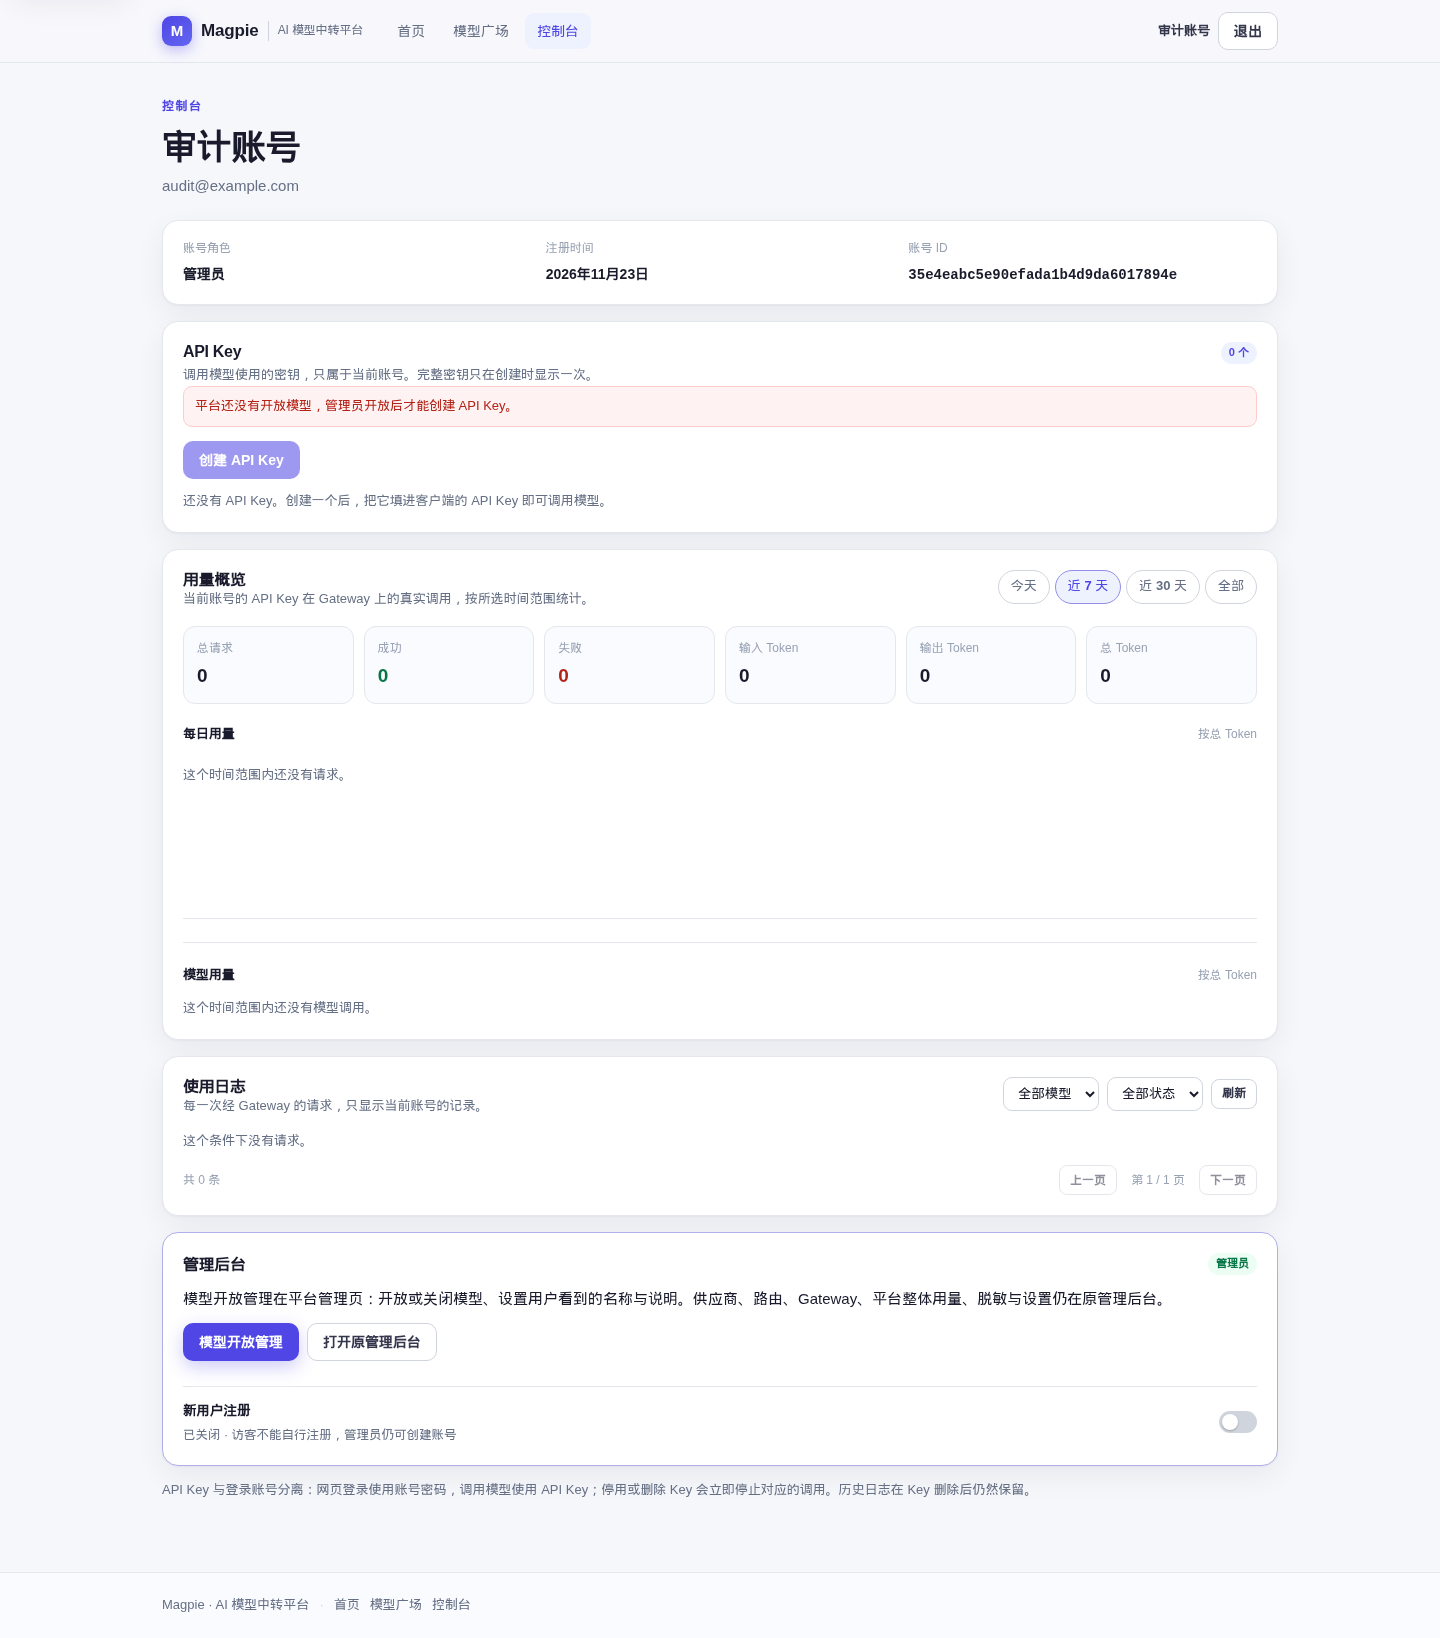 M Magpie AI 模型中转平台 首页 模型广场 控制台 审计账号 退出
控制台
审计账号
audit@example.com
账号角色 注册时间 账号 ID
管理员 2026年11月23日 35e4eabc5e90efada1b4d9da6017894e
API Key 0 个
调用模型使用的密钥，只属于当前账号。完整密钥只在创建时显示一次。
平台还没有开放模型，管理员开放后才能创建 API Key。
创建 API Key
还没有 API Key。创建一个后，把它填进客户端的 API Key 即可调用模型。
用量概览 今天 近 7 天 近 30 天 全部
当前账号的 API Key 在 Gateway 上的真实调用，按所选时间范围统计。
总请求 成功 失败 输入 Token 输出 Token 总 Token
0 0 0 0 0 0
每日用量 按总 Token
这个时间范围内还没有请求。
模型用量 按总 Token
这个时间范围内还没有模型调用。
使用日志 全部模型 全部状态 刷新
每一次经 Gateway 的请求，只显示当前账号的记录。
这个条件下没有请求。
共 0 条 上一页 第 1 / 1 页 下一页
管理后台 管理员
模型开放管理在平台管理页：开放或关闭模型、设置用户看到的名称与说明。供应商、路由、Gateway、平台整体用量、脱敏与设置仍在原管理后台。
模型开放管理 打开原管理后台
新用户注册
已关闭 · 访客不能自行注册，管理员仍可创建账号
API Key 与登录账号分离：网页登录使用账号密码，调用模型使用 API Key；停用或删除 Key 会立即停止对应的调用。历史日志在 Key 删除后仍然保留。
Magpie · AI 模型中转平台 · 首页 模型广场 控制台